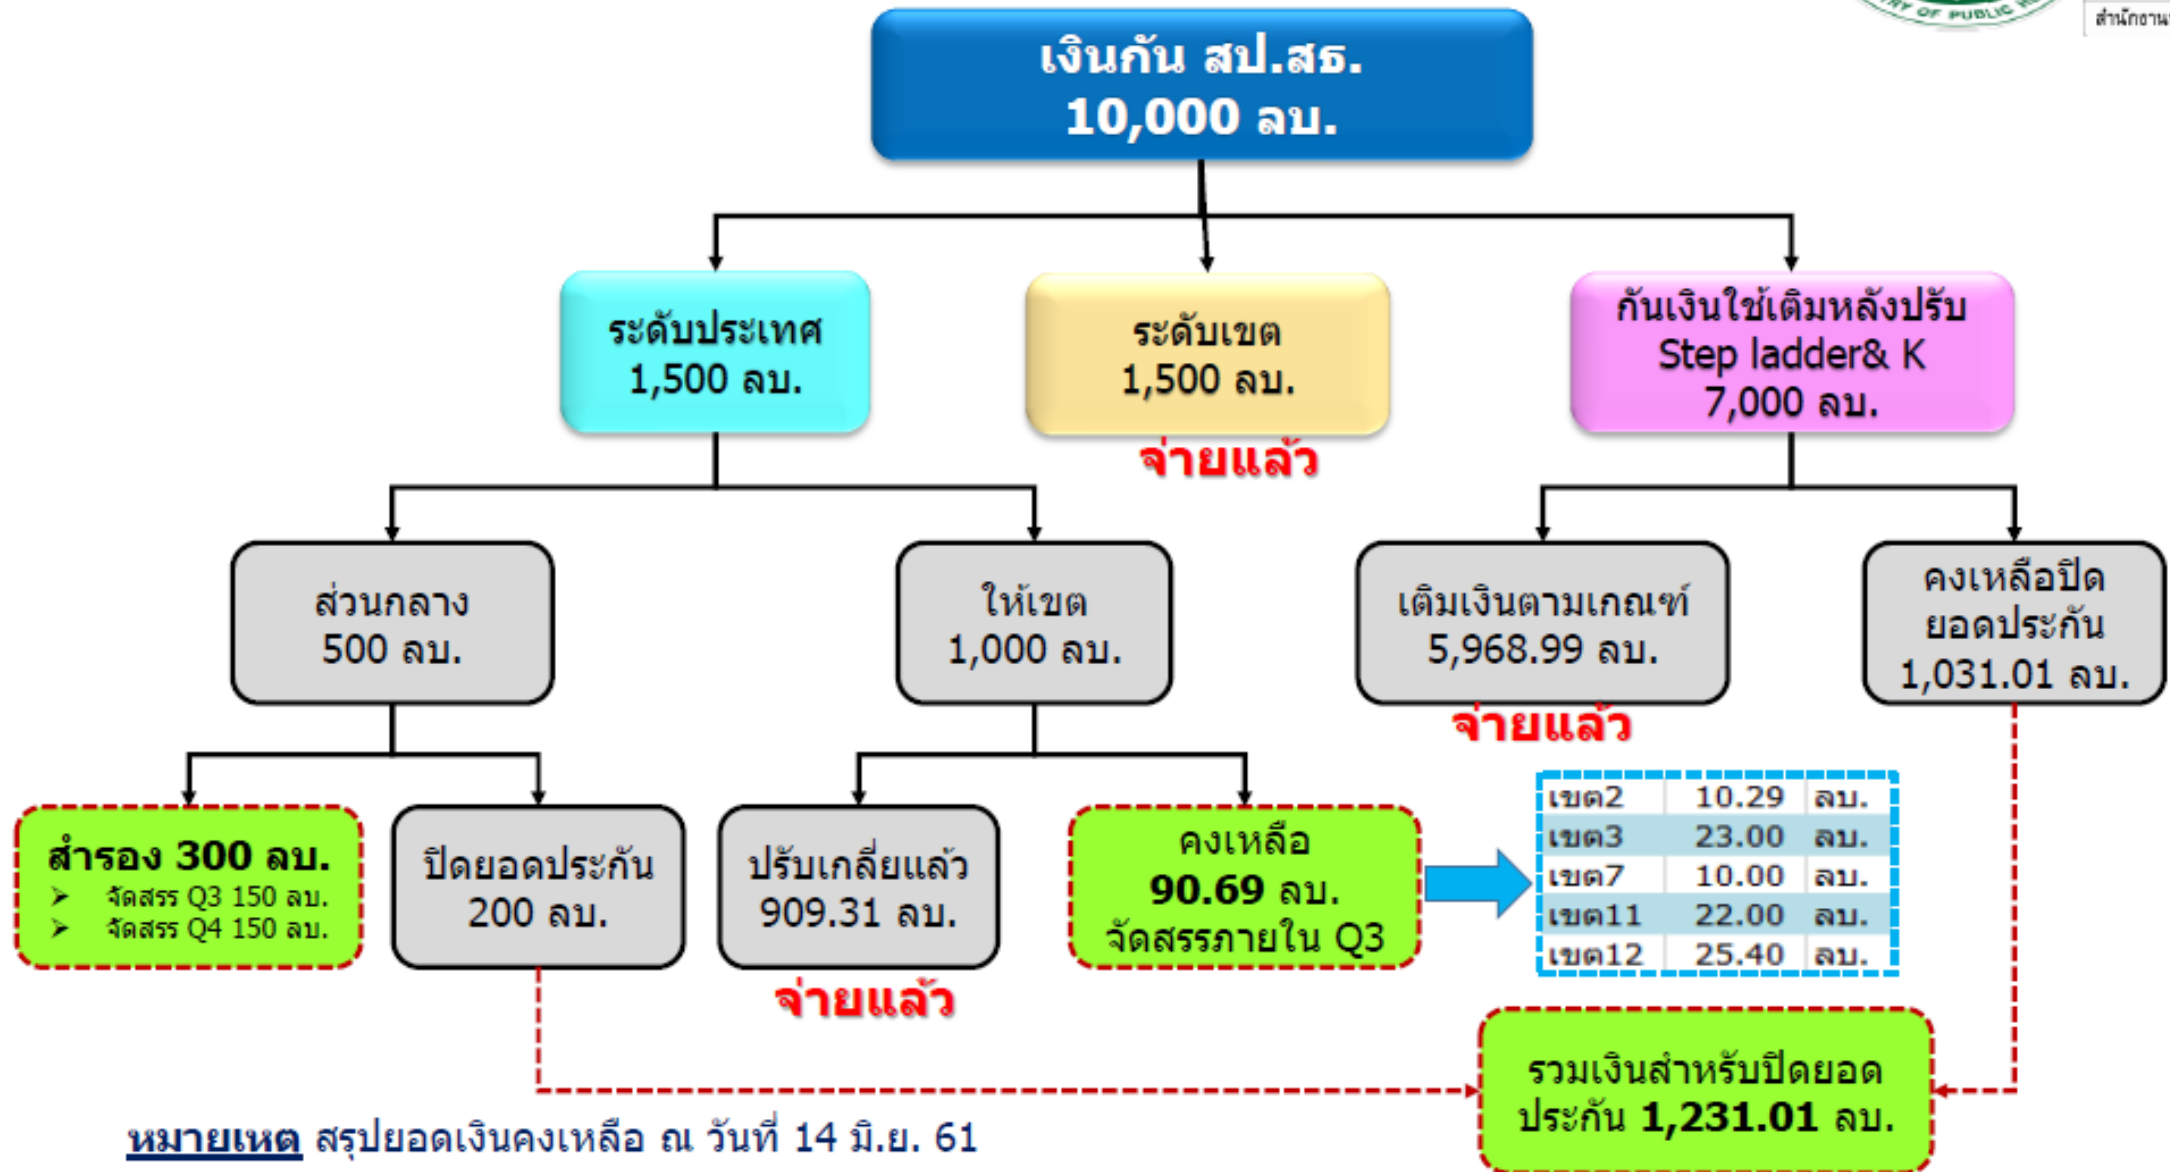 RY OF PUBLIC
เงินกัน สป.สธ.
10,000 ลบ.
ระดับประเทศ
1,500 ลบ.
ระดับเขต
1,500 ลบ.
จ่ายแล้ว
กันเงินใช้เติมหลังปรับ
Step ladder& K
7,000 ลบ.
ส่วนกลาง
500 ลบ.
ให้เขต
1,000 ลบ.
เติมเงินตามเกณฑ์
5,968.99 ลบ.
จ่ายแล้ว
คงเหลือปิด
ยอดประกัน
1,031.01 ลบ.
สำรอง 300 ลบ.
➢ จัดสรร Q3 150 ลบ.
➢ จัดสรร Q4 150 ลบ.
ปิดยอดประกัน
200 ลบ.
ปรับเกลี่ยแล้ว
909.31 ลบ.
จ่ายแล้ว
คงเหลือ
90.69 ลบ.
จัดสรรภายใน Q3
เขต2 10.29 ลบ.
เขต3 23.00 ลบ.
เขต7 10.00 ลบ.
เขต11 22.00 ลบ.
เขต12 25.40 ลบ.
รวมเงินสำหรับปิดยอด
ประกัน 1,231.01 ลบ.
หมายเหตุ สรุปยอดเงินคงเหลือ ณ วันที่ 14 มิ.ย. 61